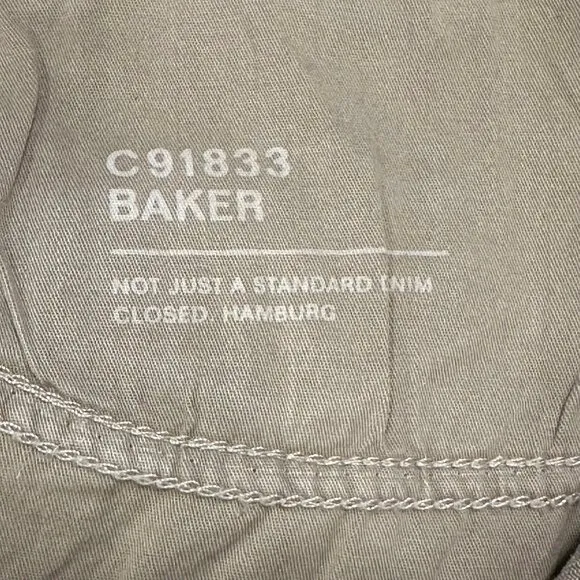 C91833
BAKER
NOT JUST A STANDARD
CLOSED. HAMBURG